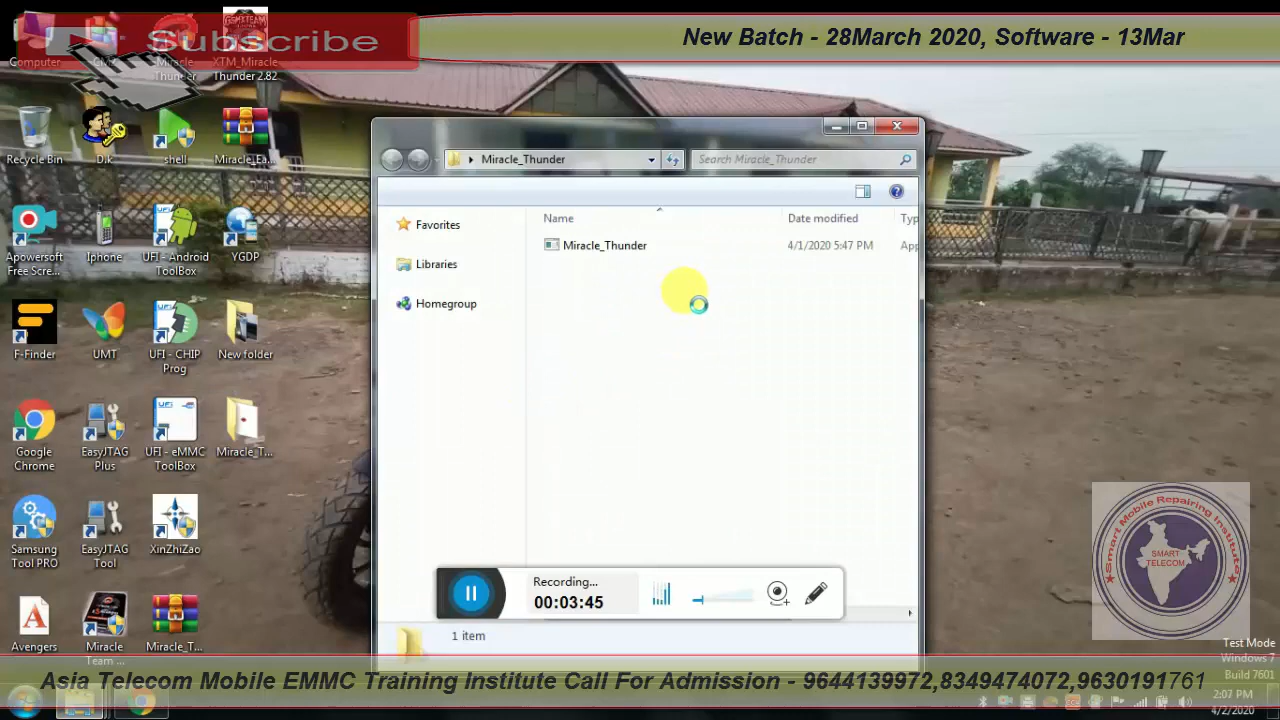 Subscribe
New Batch - 28March 2020, Software - 13Mar
Computer
Miracle
Thunder
XTM_Miracle
Thunder 2.82
Recycle Bin
D.k
shell
Miracle_Ea...
Apowersoft
Free Scre...
Iphone
UFI - Android
ToolBox
YGDP
F-Finder
UMT
UFI - CHIP
Prog
New folder
Google
Chrome
EasyJTAG
Plus
UFI - eMMC
ToolBox
Miracle_T...
Samsung
Tool PRO
EasyJTAG
Tool
XinZhiZao
Avengers
Miracle
Team ...
Miracle_T...
Miracle_Thunder
Search Miracle_Thunder
Name
Date modified
Typ
Miracle_Thunder
4/1/2020 5:47 PM
App
Favorites
Libraries
Homegroup
Recording...
00:03:45
1 item
Smart Mobile Repairing Institute
SMART
TELECOM
Test Mode
Windows 7
Build 7601
Asia Telecom Mobile EMMC Training Institute Call For Admission - 9644139972,8349474072,9630191761
2:07 PM
4/2/2020